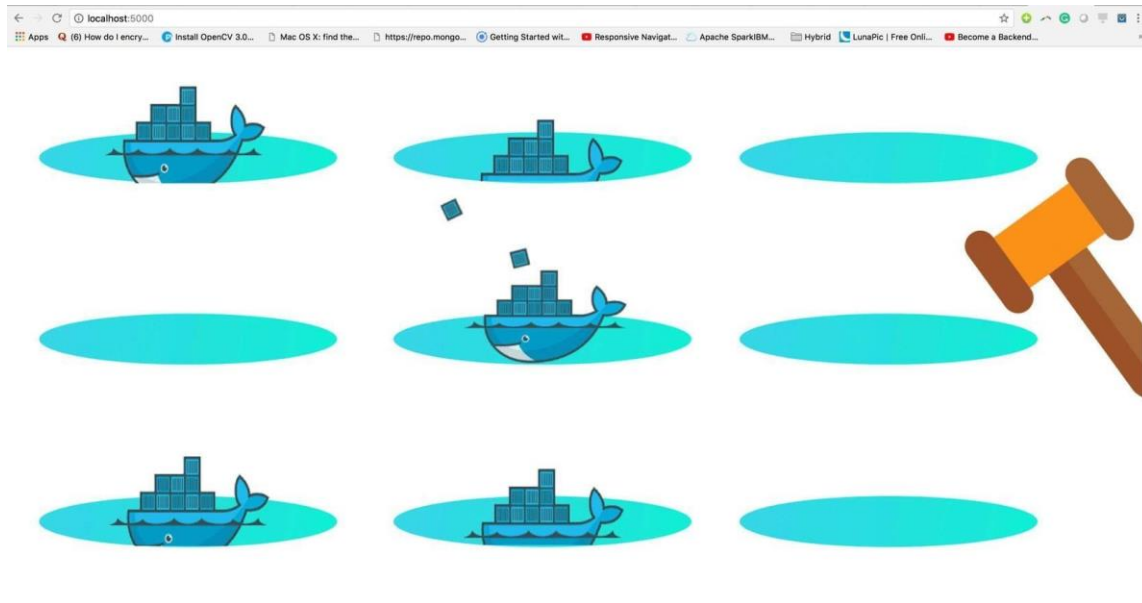 localhost:5000
Apps (6) How do I encry... Install OpenCV 3.0... Mac OS X: find the... https://repo.mongo... Getting Started wit... Responsive Navigat... Apache SparkIBM... Hybrid LunaPic | Free Onli... Become a Backend...